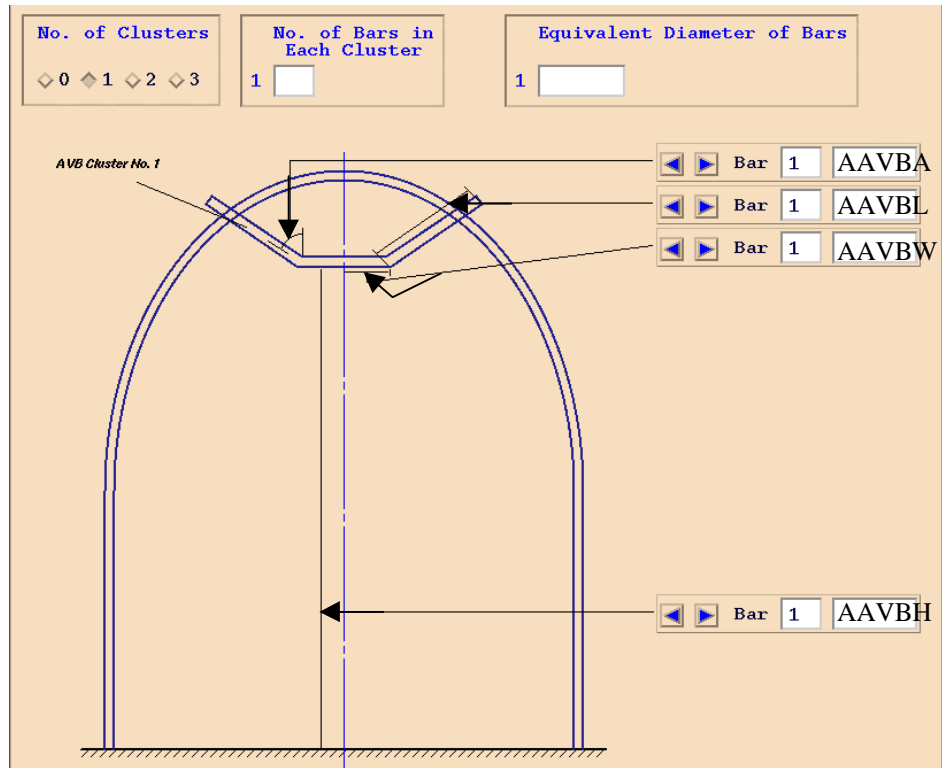 No. of Clusters
0 1 2 3
No. of Bars in
Each Cluster
1
Equivalent Diameter of Bars
1
AVB Cluster No. 1
Bar 1 AAVBA
Bar 1 AAVBL
Bar 1 AAVBW
Bar 1 AAVBH